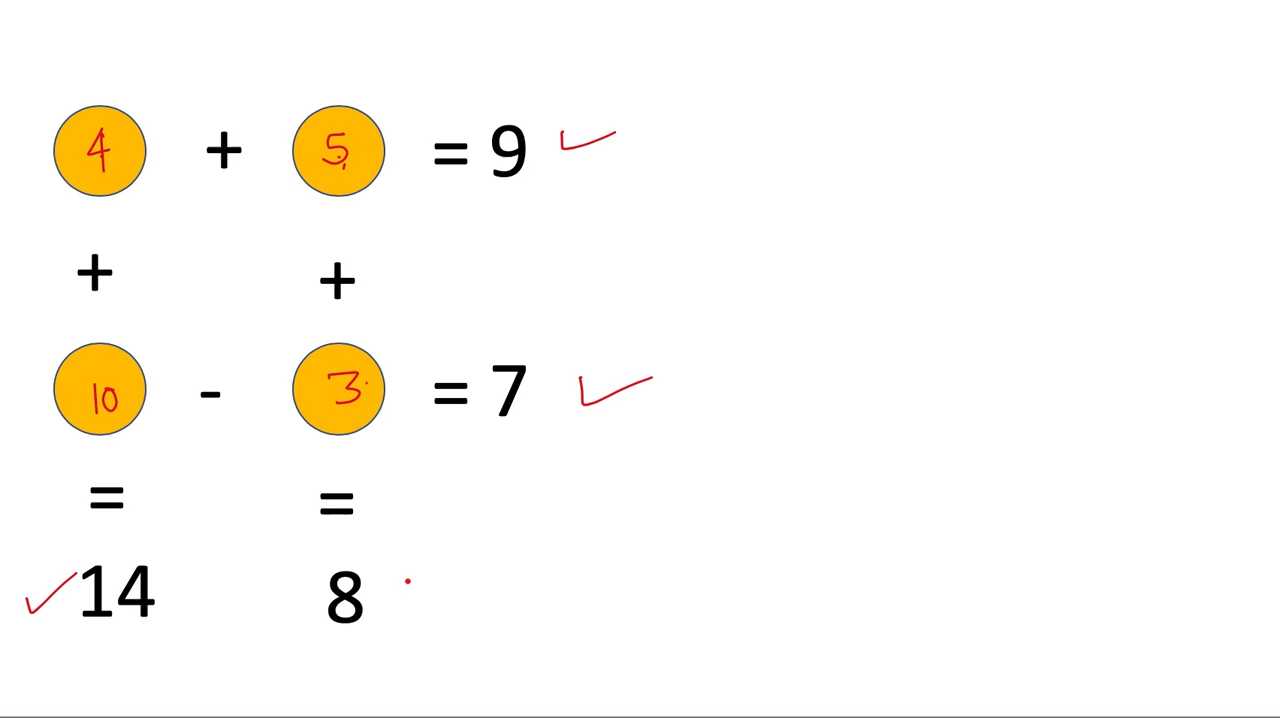 4 + 5 = 9
+ +
10 - 3 = 7
= =
14 8